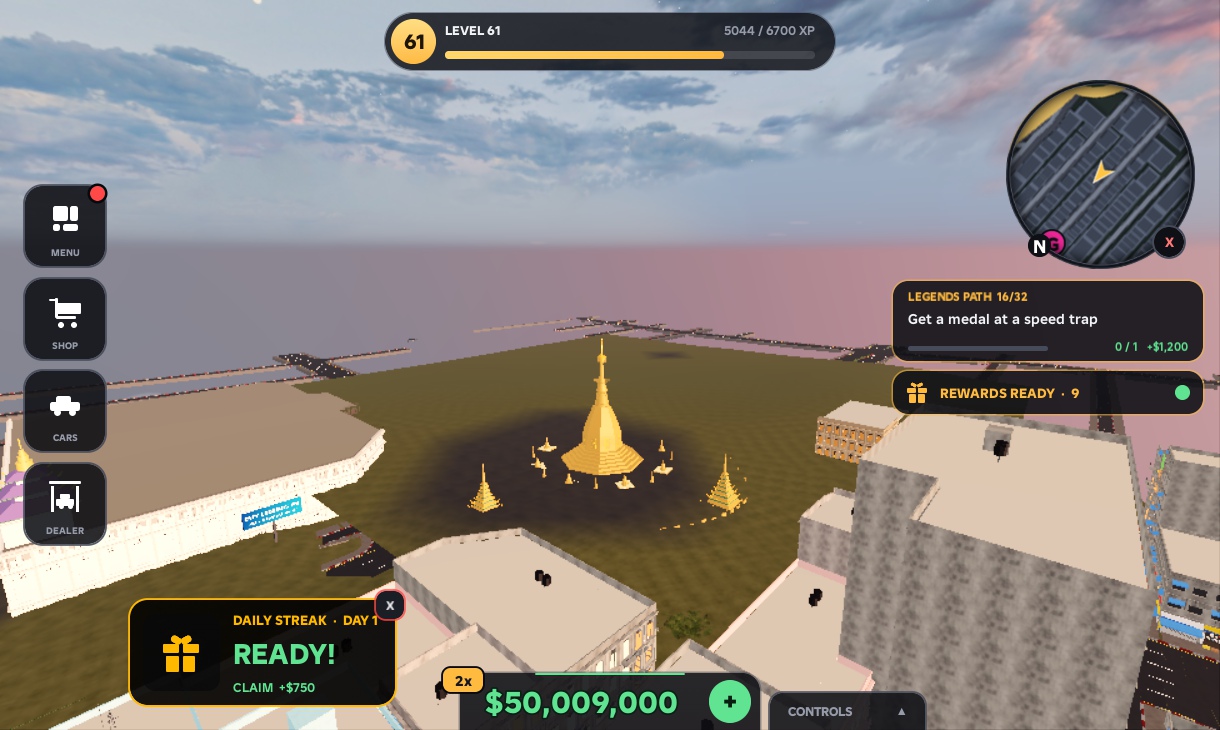 61
LEVEL 61
5044 / 6700 XP
MENU
SHOP
CARS
DEALER
N
G
X
LEGENDS PATH 16/32
Get a medal at a speed trap
0 / 1 +$1,200
REWARDS READY · 9
X
DAILY STREAK · DAY 1
READY!
CLAIM +$750
2x
$50,009,000
+
CONTROLS ▲